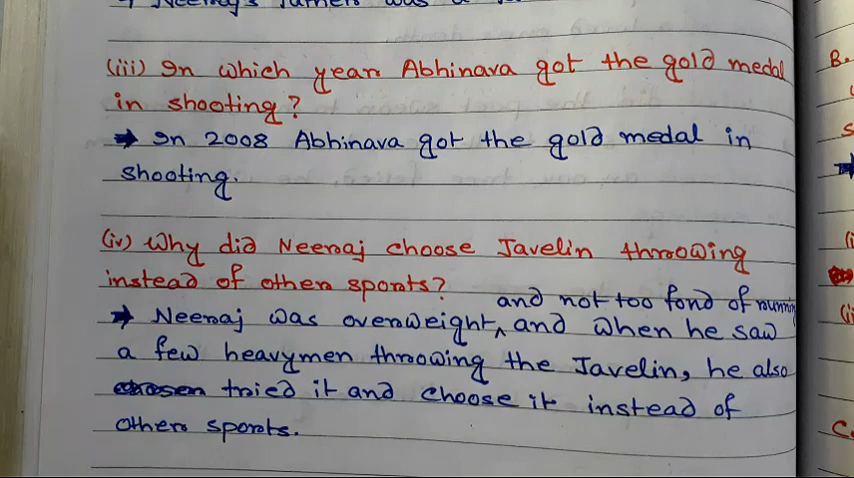 (iii) In which year Abhinava got the gold medal
in shooting?
→ In 2008 Abhinava got the gold medal in
shooting.
(iv) Why did Neeraj choose Javelin throwing
instead of other sports?
and not too fond of running
→ Neeraj was overweight, ^ and when he saw
a few heavymen throwing the Javelin, he also
tried it and choose it instead of
others sports.
B.
(i
C.